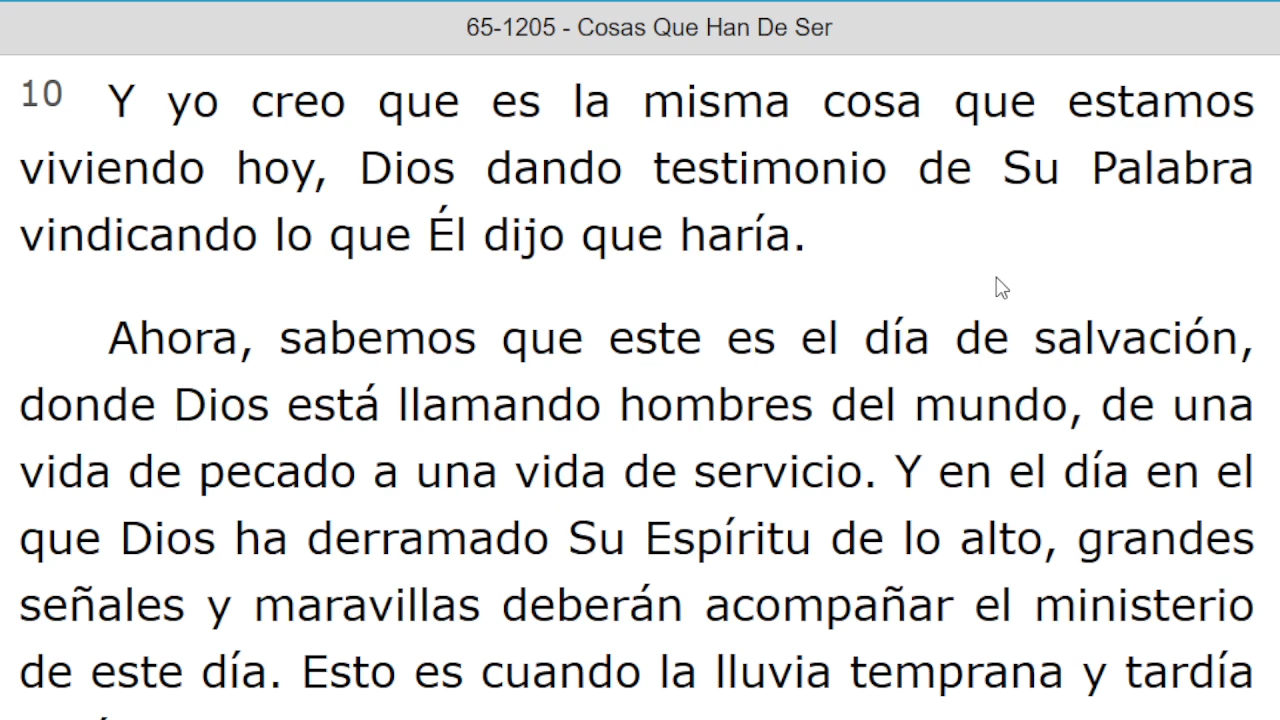 65-1205 - Cosas Que Han De Ser
10 Y yo creo que es la misma cosa que estamos
viviendo hoy, Dios dando testimonio de Su Palabra
vindicando lo que Él dijo que haría.
Ahora, sabemos que este es el día de salvación,
donde Dios está llamando hombres del mundo, de una
vida de pecado a una vida de servicio. Y en el día en el
que Dios ha derramado Su Espíritu de lo alto, grandes
señales y maravillas deberán acompañar el ministerio
de este día. Esto es cuando la lluvia temprana y tardía